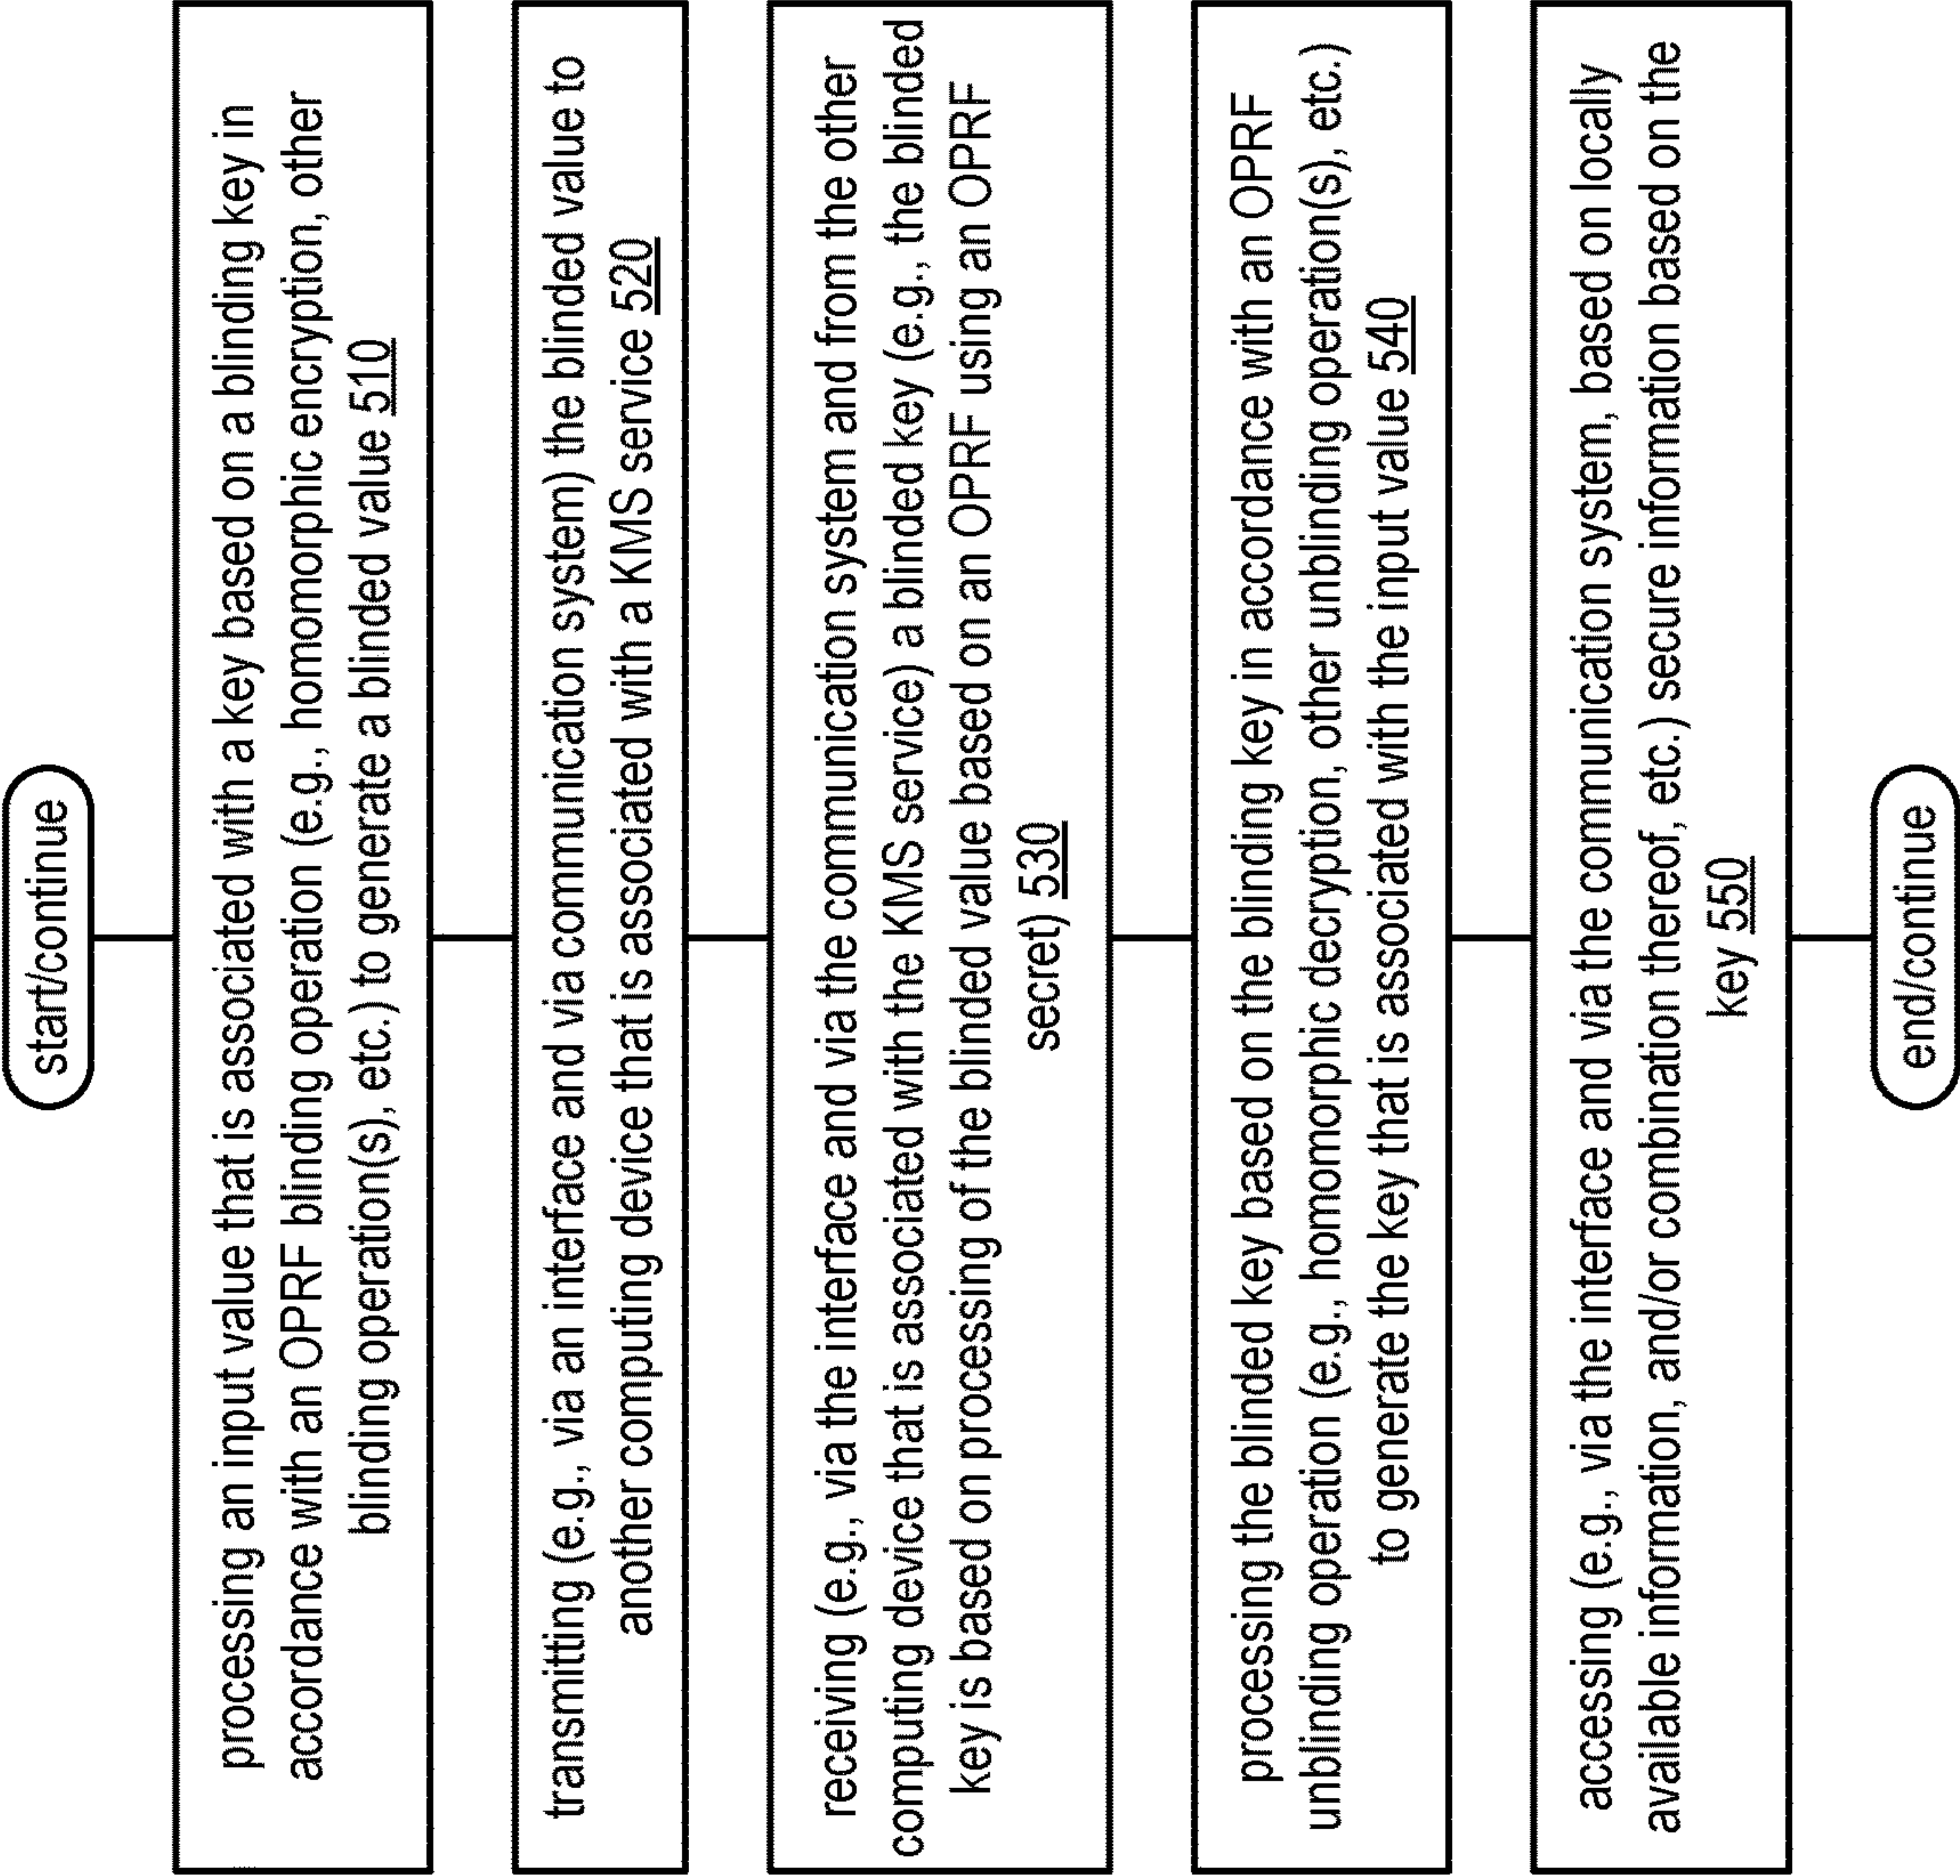 start/continue
processing an input value that is associated with a key based on a blinding key in
accordance with an OPRF blinding operation (e.g., homomorphic encryption, other
blinding operation(s), etc.) to generate a blinded value 510
transmitting (e.g., via an interface and via communication system) the blinded value to
another computing device that is associated with a KMS service 520
receiving (e.g., via the interface and via the communication system and from the other
computing device that is associated with the KMS service) a blinded key (e.g., the blinded
key is based on processing of the blinded value based on an OPRF using an OPRF
secret) 530
processing the blinded key based on the blinding key in accordance with an OPRF
unblinding operation (e.g., homomorphic decryption, other unblinding operation(s), etc.)
to generate the key that is associated with the input value 540
accessing (e.g., via the interface and via the communication system, based on locally
available information, and/or combination thereof, etc.) secure information based on the
key 550
end/continue